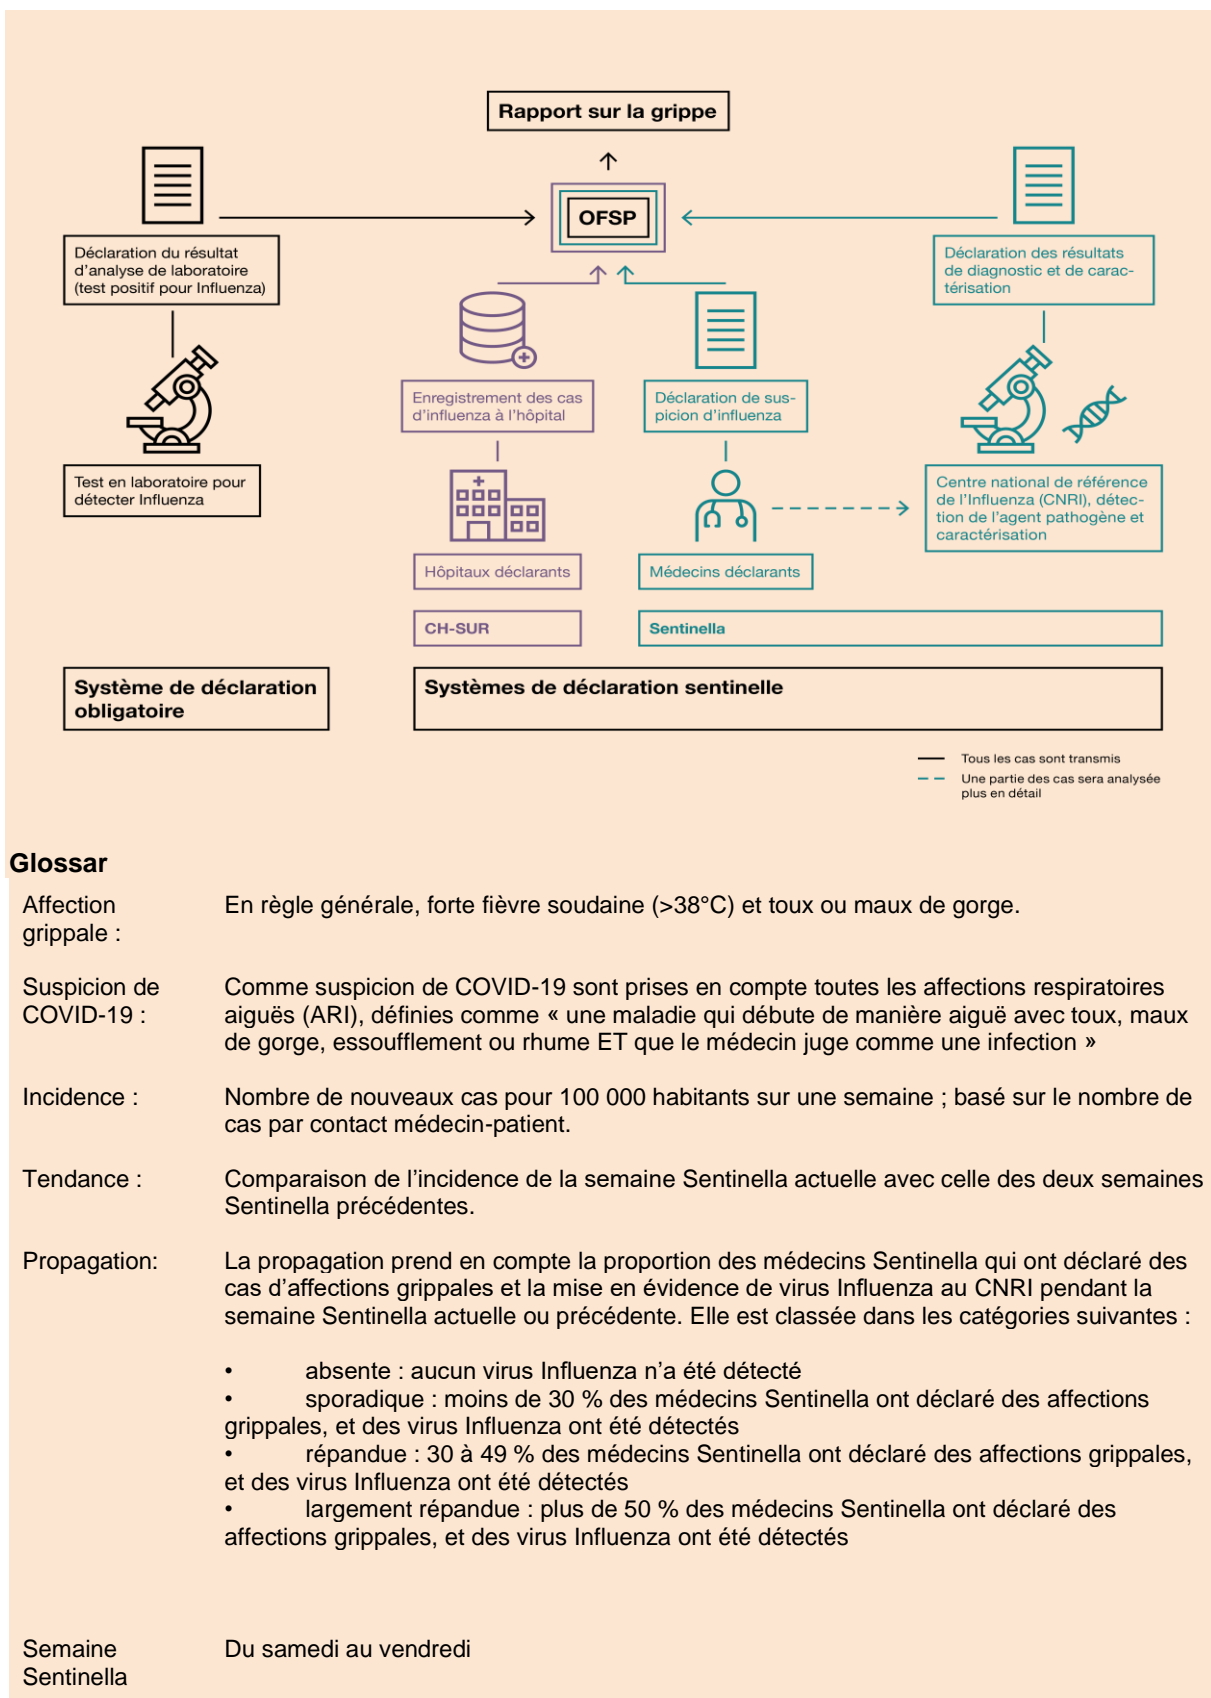 Rapport sur la grippe
OFSP
Déclaration du résultat
d'analyse de laboratoire
(test positif pour Influenza)
Déclaration des résultats
de diagnostic et de carac-
térisation
Enregistrement des cas
d'influenza à l'hôpital
Déclaration de sus-
picion d'influenza
Test en laboratoire pour
détecter Influenza
Centre national de référence
de l'Influenza (CNRI), détec-
tion de l'agent pathogène et
caractérisation
Hôpitaux déclarants
Médecins déclarants
CH-SUR
Sentinella
Système de déclaration
obligatoire
Systèmes de déclaration sentinelle
Tous les cas sont transmis
Une partie des cas sera analysée
plus en détail
Glossar
Affection
grippale :
En règle générale, forte fièvre soudaine (>38°C) et toux ou maux de gorge.
Suspicion de
COVID-19 :
Comme suspicion de COVID-19 sont prises en compte toutes les affections respiratoires
aiguës (ARI), définies comme « une maladie qui débute de manière aiguë avec toux, maux
de gorge, essoufflement ou rhume ET que le médecin juge comme une infection »
Incidence :
Nombre de nouveaux cas pour 100 000 habitants sur une semaine ; basé sur le nombre de
cas par contact médecin-patient.
Tendance :
Comparaison de l'incidence de la semaine Sentinella actuelle avec celle des deux semaines
Sentinella précédentes.
Propagation:
La propagation prend en compte la proportion des médecins Sentinella qui ont déclaré des
cas d'affections grippales et la mise en évidence de virus Influenza au CNRI pendant la
semaine Sentinella actuelle ou précédente. Elle est classée dans les catégories suivantes :
• absente : aucun virus Influenza n'a été détecté
• sporadique : moins de 30 % des médecins Sentinella ont déclaré des affections
grippales, et des virus Influenza ont été détectés
• répandue : 30 à 49 % des médecins Sentinella ont déclaré des affections grippales,
et des virus Influenza ont été détectés
• largement répandue : plus de 50 % des médecins Sentinella ont déclaré des
affections grippales, et des virus Influenza ont été détectés
Semaine
Sentinella
Du samedi au vendredi